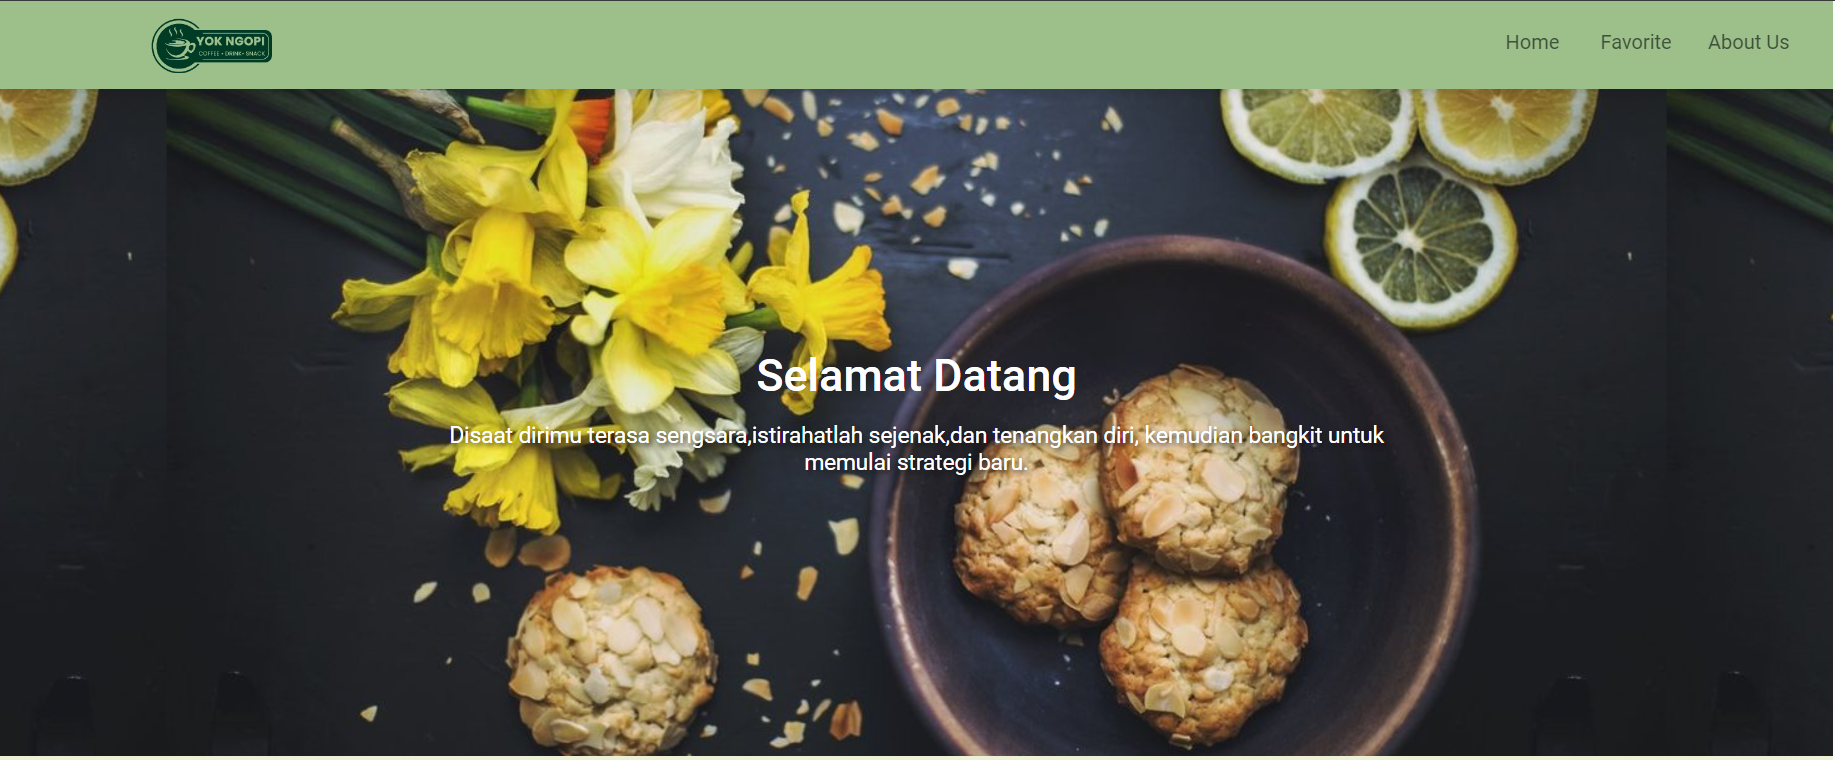 YOK NGOPI
COFFEE • DRINK • SNACK
Home Favorite About Us
Selamat Datang
Disaat dirimu terasa sengsara,istirahatlah sejenak,dan tenangkan diri, kemudian bangkit untuk
memulai strategi baru.